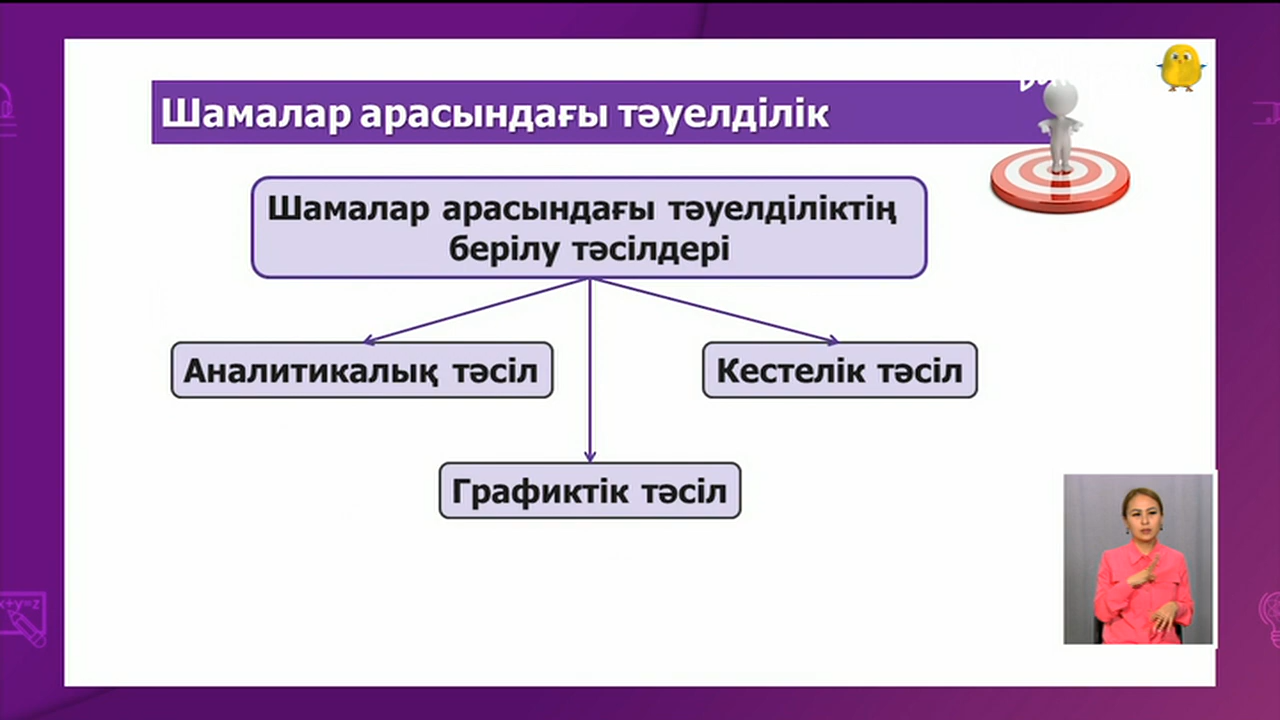 Шамалар арасындағы тәуелділік
Шамалар арасындағы тәуелділіктің
берілу тәсілдері
Аналитикалық тәсіл
Кестелік тәсіл
Графиктік тәсіл
x+y=z